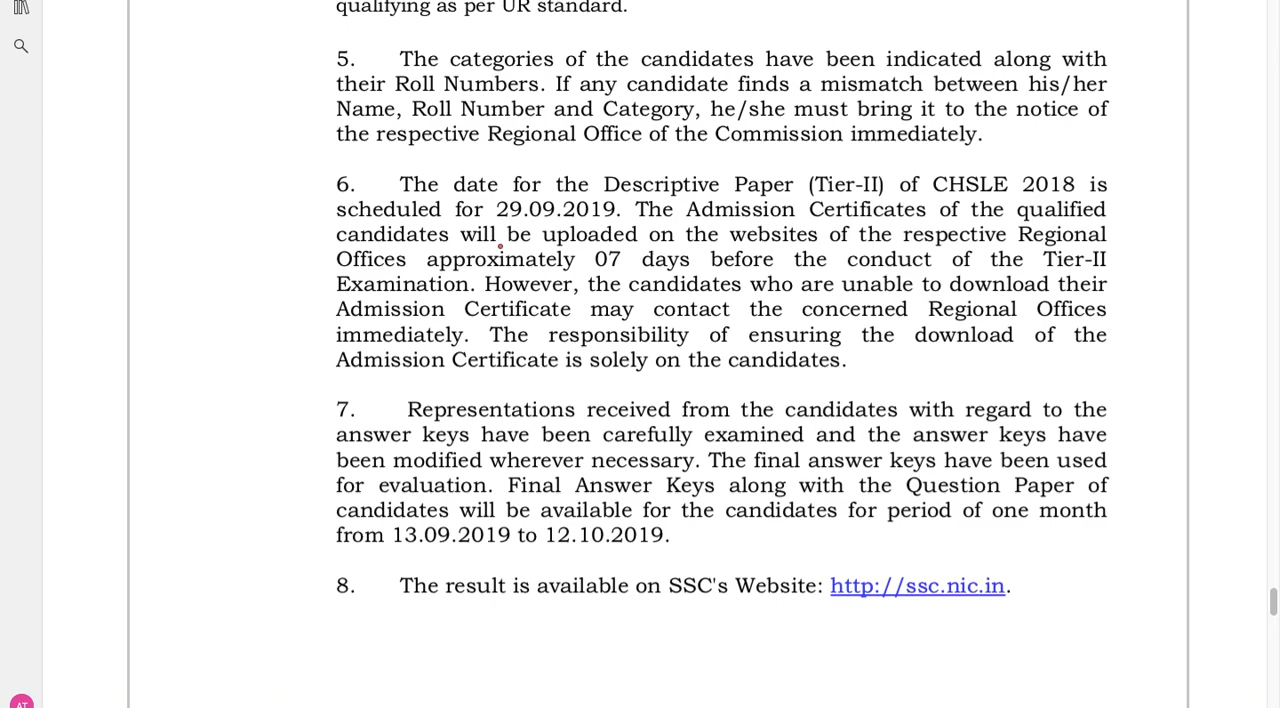 qualifying as per UR standard.
5. The categories of the candidates have been indicated along with
their Roll Numbers. If any candidate finds a mismatch between his/her
Name, Roll Number and Category, he/she must bring it to the notice of
the respective Regional Office of the Commission immediately.
6. The date for the Descriptive Paper (Tier-II) of CHSLE 2018 is
scheduled for 29.09.2019. The Admission Certificates of the qualified
candidates will be uploaded on the websites of the respective Regional
Offices approximately 07 days before the conduct of the Tier-II
Examination. However, the candidates who are unable to download their
Admission Certificate may contact the concerned Regional Offices
immediately. The responsibility of ensuring the download of the
Admission Certificate is solely on the candidates.
7. Representations received from the candidates with regard to the
answer keys have been carefully examined and the answer keys have
been modified wherever necessary. The final answer keys have been used
for evaluation. Final Answer Keys along with the Question Paper of
candidates will be available for the candidates for period of one month
from 13.09.2019 to 12.10.2019.
8. The result is available on SSC's Website: http://ssc.nic.in.
AT